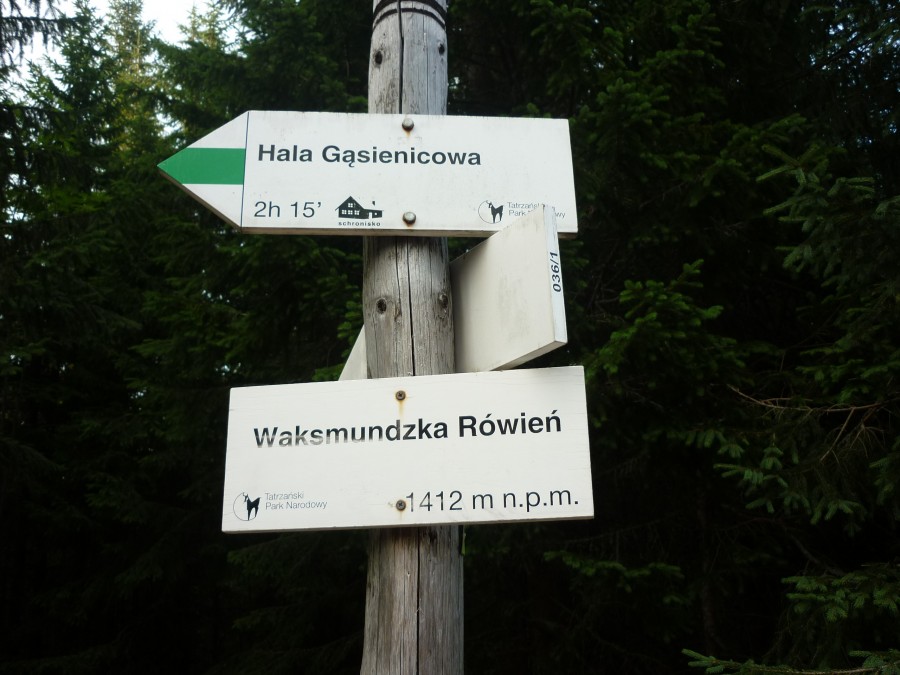 Hala Gąsienicowa
2h 15'
schronisko
Tatrzański
Park Narodowy
036/1
Waksmundzka Rówień
Tatrzański
Park Narodowy
1412 m n.p.m.